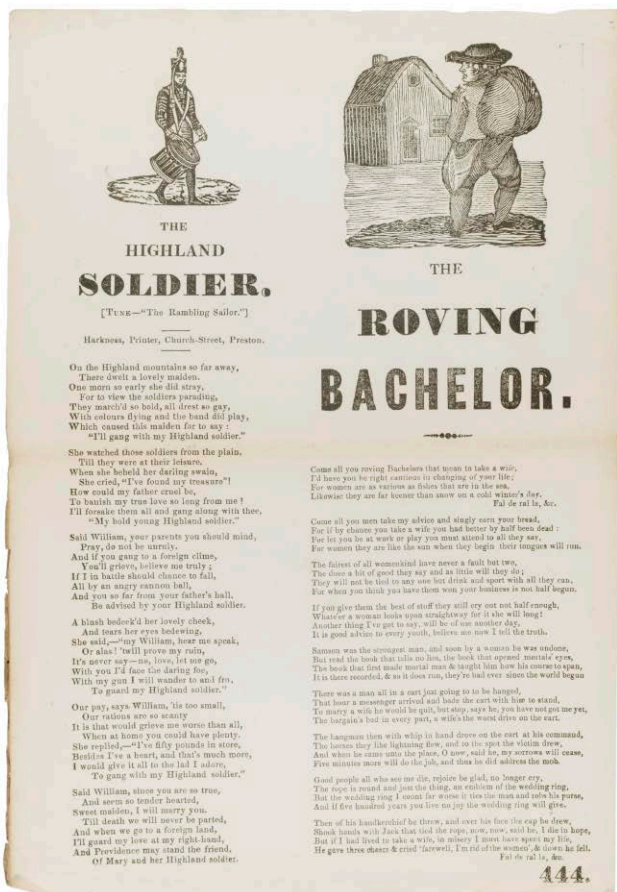 THE
HIGHLAND
SOLDIER.
[TUNE—"The Rambling Sailor."]
Harkness, Printer, Church-Street, Preston.
On the Highland mountains so far away,
There dwelt a lovely maiden.
One morn so early she did stray,
For to view the soldiers parading,
They march'd so bold, all drest so gay,
With colours flying and the band did play,
Which caused this maiden for to say :
"I'll gang with my Highland soldier."
She watched those soldiers from the plain,
Till they were at their leisure.
When she beheld her darling swain,
She cried, "I've found my treasure"!
How could my father cruel be,
To banish my true love so long from me !
I'll forsake them all and gang along with thee,
"My bold young Highland soldier."
Said William, your parents you should mind,
Pray, do not be unruly.
And if you gang to a foreign clime,
You'll grieve, believe me truly ;
If I in battle should chance to fall,
All by an angry cannon ball,
And you so far from your father's hall.
Be advised by your Highland soldier.
A blush bedeck'd her lovely cheek,
And tears her eyes bedewing,
She said,—"my William, hear me speak,
Or alas! 'twill prove my ruin,
It's never say—no, love, let me go,
With you I'd face the daring foe,
With my gun I will wander to and fro,
To guard my Highland soldier."
Our pay, says William, 'tis too small,
Our rations are so scanty
It is that would grieve me worse than all,
When at home you could have plenty.
She replied,—"I've fifty pounds in store,
Besides I've a heart, and that's much more,
I would give it all to the lad I adore,
To gang with my Highland soldier."
Said William, since you are so true,
And seem so tender hearted,
Sweet maiden, I will marry you.
Till death we will never be parted,
And when we go to a foreign land,
I'll guard my love at my right-hand,
And Providence may stand the friend,
Of Mary and her Highland soldier.
THE
ROVING
BACHELOR.
Come all you roving Bachelors that mean to take a wife,
I'd have you be right cautious in changing of your life;
For women are as various as fishes that are in the sea,
Likewise they are far keener than snow on a cold winter's day.
Fal de ral la, &c.
Come all you men take my advice and singly earn your bread,
For if by chance you take a wife you had better by half been dead :
For let you be at work or play you must attend to all they say,
For women they are like the sun when they begin their tongues will run.
The fairest of all womenkind have never a fault but two,
The done a bit of good they say and as little will they do;
They will not be tied to any one but drink and sport with all they can,
For when you think you have them won your business is not half begun.
If you give them the best of stuff they still cry out not half enough,
Whate'er a woman looks upon straightway for it she will long?
Another thing I've got to say, will be of one another day,
It is good advice to every youth, believe me now I tell the truth.
Samson was the strongest man, and soon by a woman he was undone,
But read the book that tells no lies, the book that opened mortals' eyes,
The book that first made mortal man & taught him how his course to span,
It is there recorded, & so it does run, they're bad ever since the world begun
There was a man all in a cart just going to to be hanged,
That hour a messenger arrived and bade the cart with him to stand,
To marry a wife he would be quit, but stop, says he, you have not got me yet,
The bargain's bad in every part, a wife's the worst drive on the cart.
The hangman then with whip in hand drove on the cart at his command,
The horses they like lightning flew, and to the spot the victim drew,
And when he came unto the place, O now, said he, my sorrows will cease,
Five minutes more will do the job, and thus he did address the mob.
Good people all who see me die, rejoice be glad, no longer cry,
The rope is round and just the thing, an emblem of the wedding ring,
But the wedding ring I count far worse it ties the man and robs his purse,
And if five hundred years you live no joy the wedding ring will give.
Then of his handkerchief he threw, and over his face the cap he drew,
Shook hands with Jack that tied the rope, now, now, said he, I die in hope,
But if I had lived to take a wife, in misery I must have spent my life,
He gave three cheers & cried 'farewell, I'm rid of the women', & down he fell.
Fal de ral la, &c.
444.